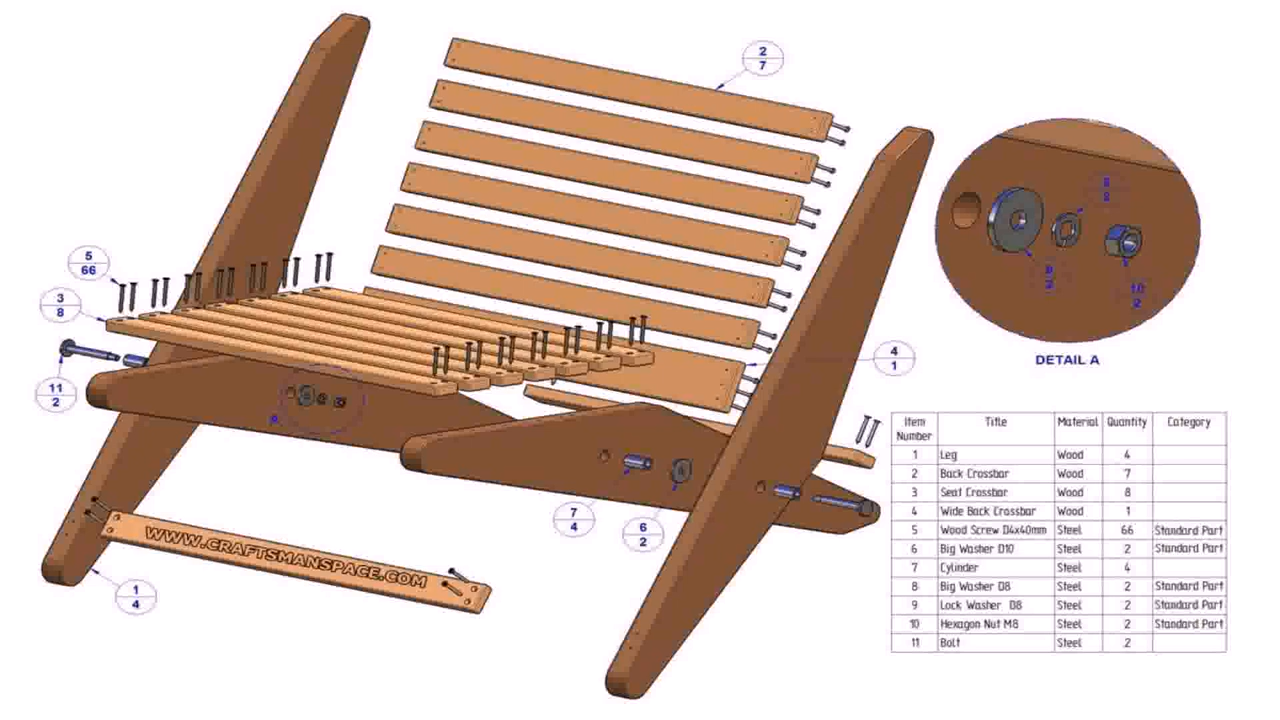 2
7
5
66
3
8
11
2
4
1
7
4
6
2
1
4
WWW.CRAFTSMANSPACE.COM
10
2
DETAIL A
Item Number Title Material Quantity Category
1 Leg Wood 4
2 Back Crossbar Wood 7
3 Seat Crossbar Wood 8
4 Wide Back Crossbar Wood 1
5 Wood Screw D4x40mm Steel 66 Standard Part
6 Big Washer D10 Steel 2 Standard Part
7 Cylinder Steel 4
8 Big Washer D8 Steel 2 Standard Part
9 Lock Washer D8 Steel 2 Standard Part
10 Hexagon Nut M8 Steel 2 Standard Part
11 Bolt Steel 2